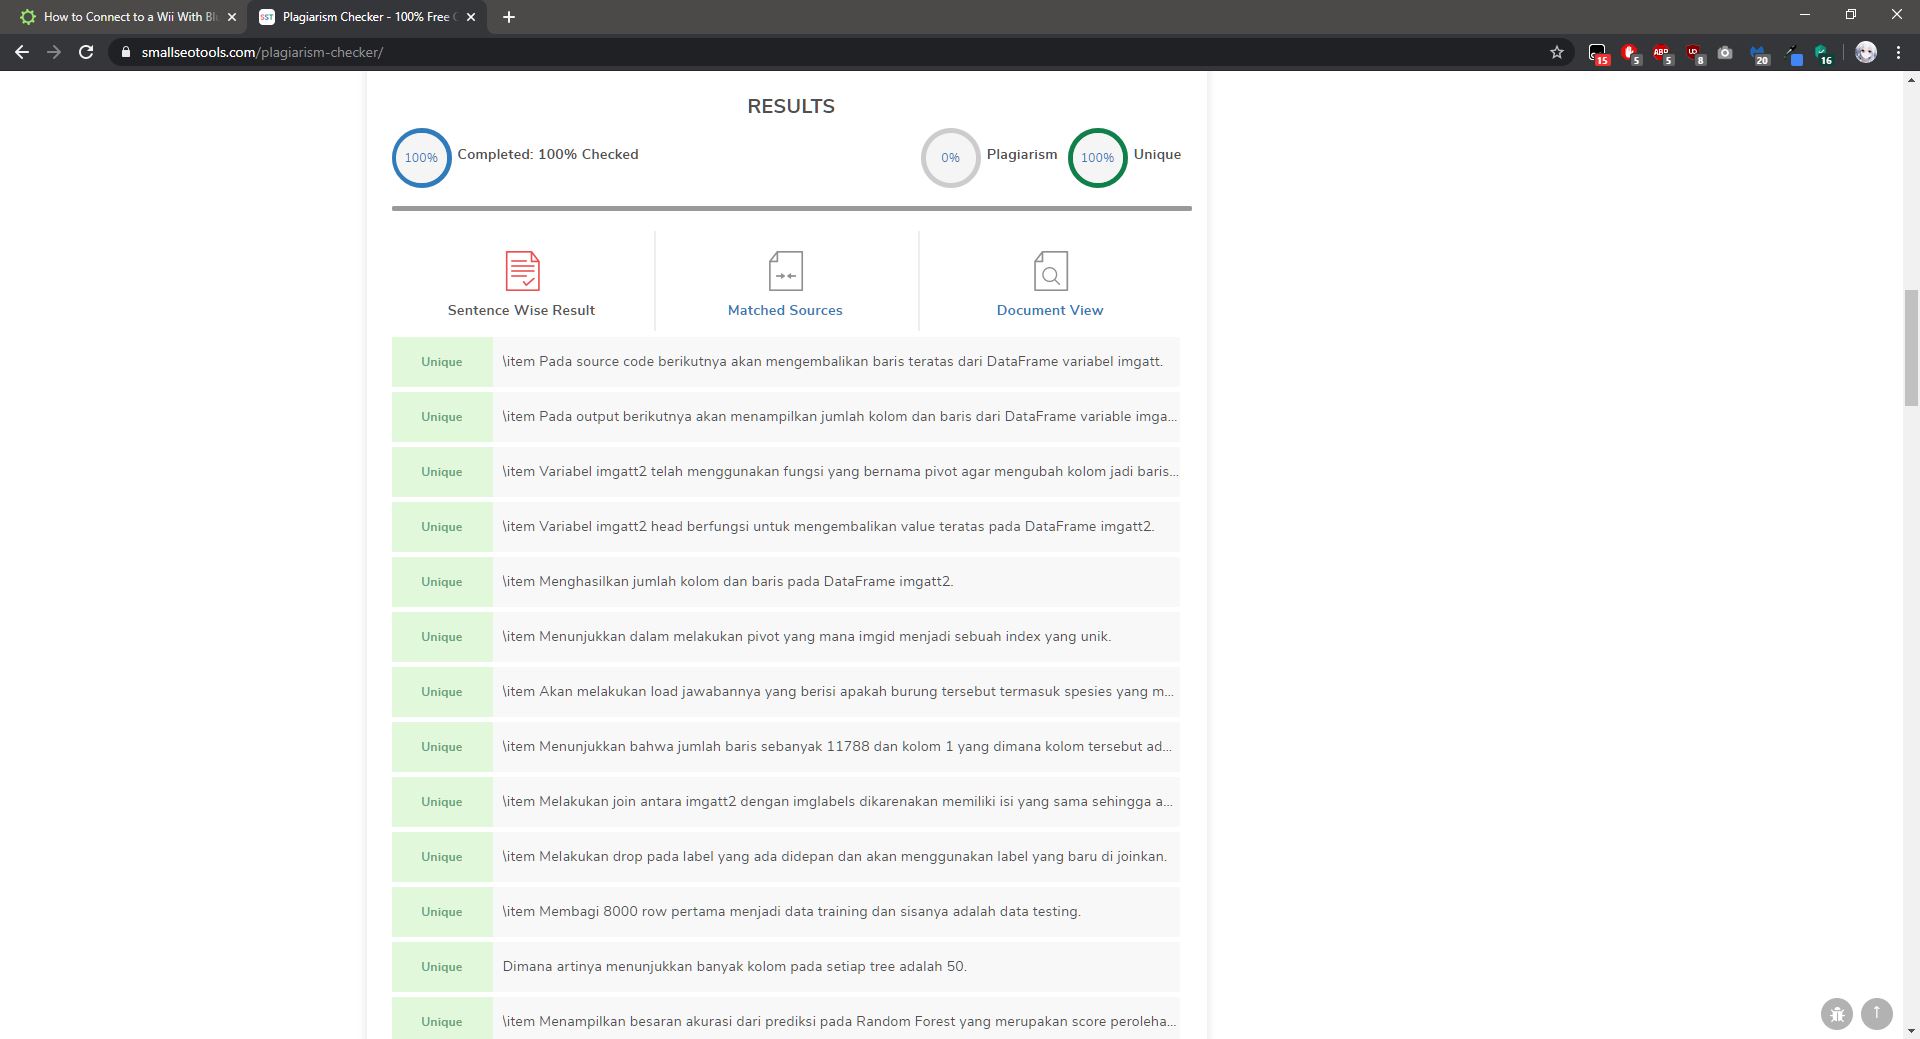 How to Connect to a Wii With Bl
Plagiarism Checker - 100% Free
smallseotools.com/plagiarism-checker/
15
5
5
8
20
16
RESULTS
100%
Completed: 100% Checked
0%
Plagiarism
100%
Unique
Sentence Wise Result
Matched Sources
Document View
Unique \item Pada source code berikutnya akan mengembalikan baris teratas dari DataFrame variabel imgatt.
Unique \item Pada output berikutnya akan menampilkan jumlah kolom dan baris dari DataFrame variable imga...
Unique \item Variabel imgatt2 telah menggunakan fungsi yang bernama pivot agar mengubah kolom jadi baris...
Unique \item Variabel imgatt2 head berfungsi untuk mengembalikan value teratas pada DataFrame imgatt2.
Unique \item Menghasilkan jumlah kolom dan baris pada DataFrame imgatt2.
Unique \item Menunjukkan dalam melakukan pivot yang mana imgid menjadi sebuah index yang unik.
Unique \item Akan melakukan load jawabannya yang berisi apakah burung tersebut termasuk spesies yang m...
Unique \item Menunjukkan bahwa jumlah baris sebanyak 11788 dan kolom 1 yang dimana kolom tersebut ad...
Unique \item Melakukan join antara imgatt2 dengan imglabels dikarenakan memiliki isi yang sama sehingga a...
Unique \item Melakukan drop pada label yang ada didepan dan akan menggunakan label yang baru di joinkan.
Unique \item Membagi 8000 row pertama menjadi data training dan sisanya adalah data testing.
Unique Dimana artinya menunjukkan banyak kolom pada setiap tree adalah 50.
Unique \item Menampilkan besaran akurasi dari prediksi pada Random Forest yang merupakan score peroleha...